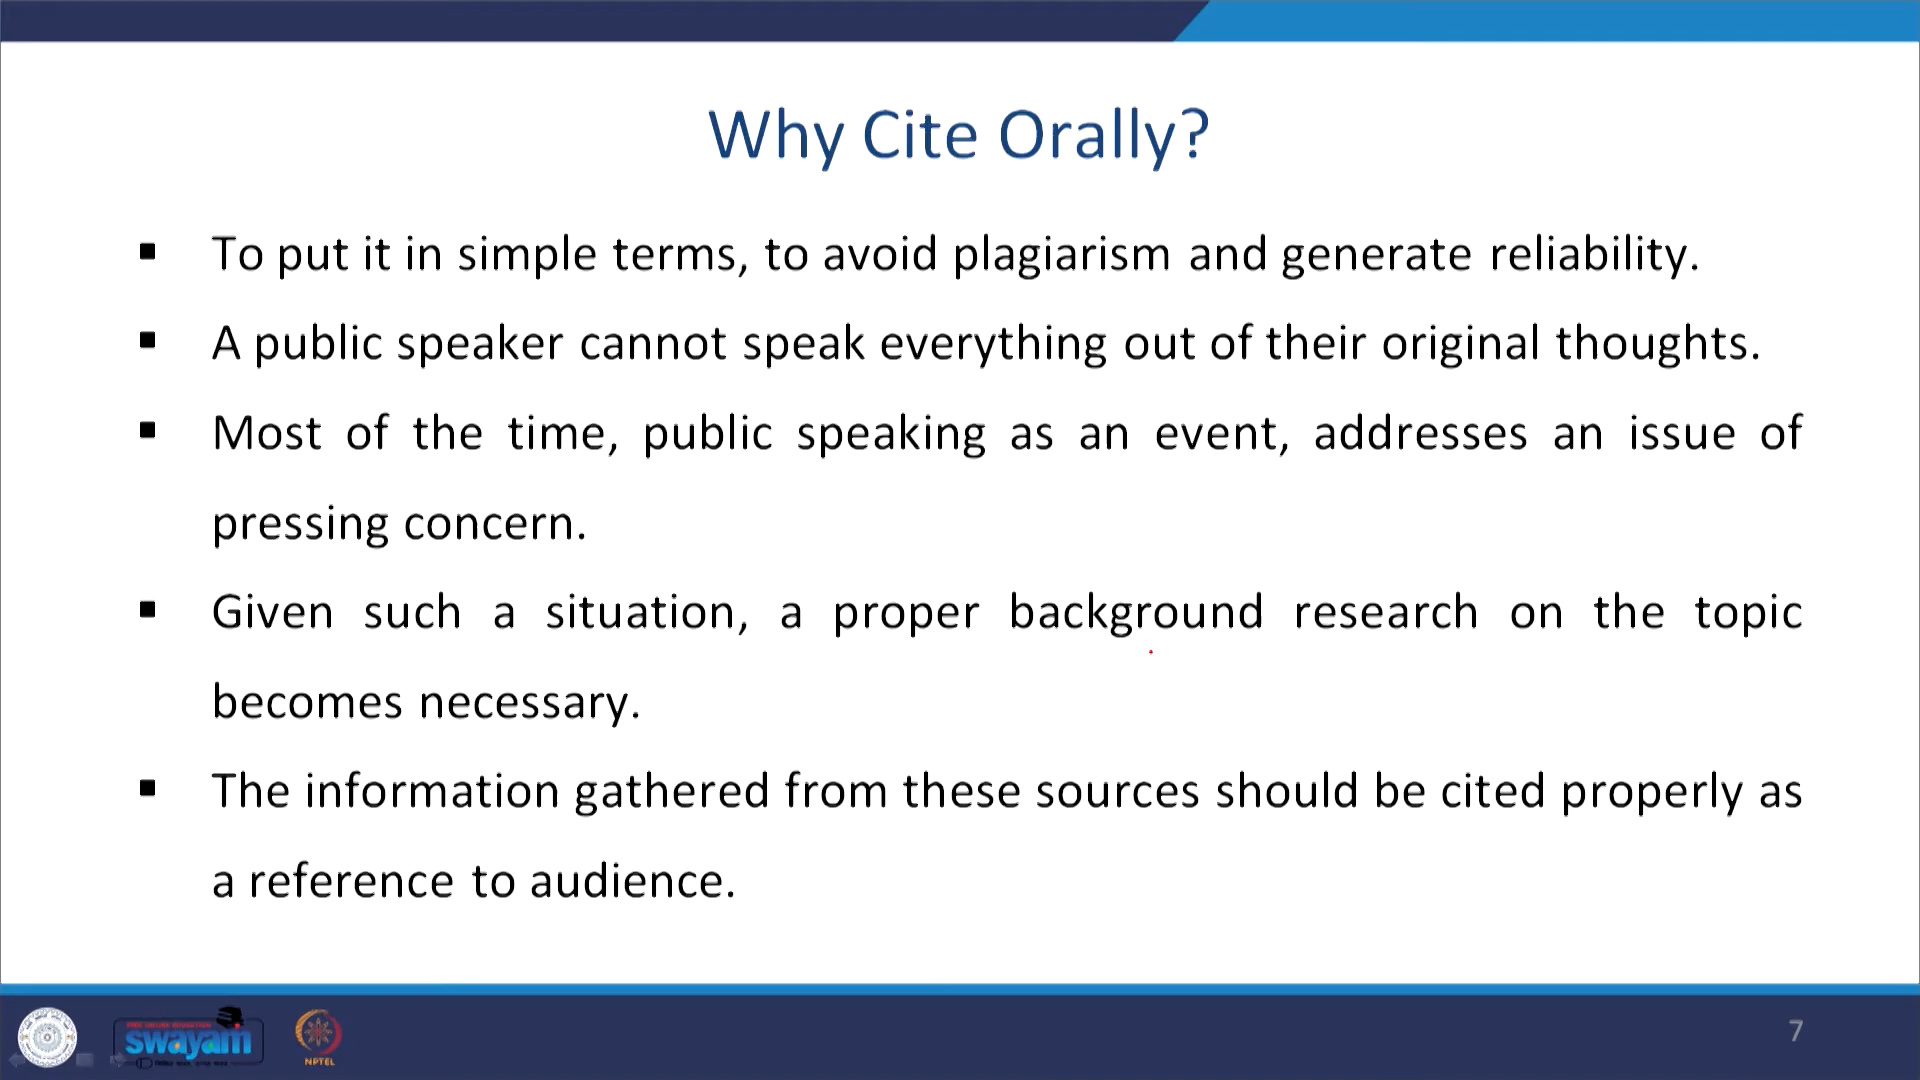 Why Cite Orally?
▪ To put it in simple terms, to avoid plagiarism and generate reliability.
▪ A public speaker cannot speak everything out of their original thoughts.
▪ Most of the time, public speaking as an event, addresses an issue of
pressing concern.
▪ Given such a situation, a proper background research on the topic
becomes necessary.
▪ The information gathered from these sources should be cited properly as
a reference to audience.
swayam
NPTEL
7